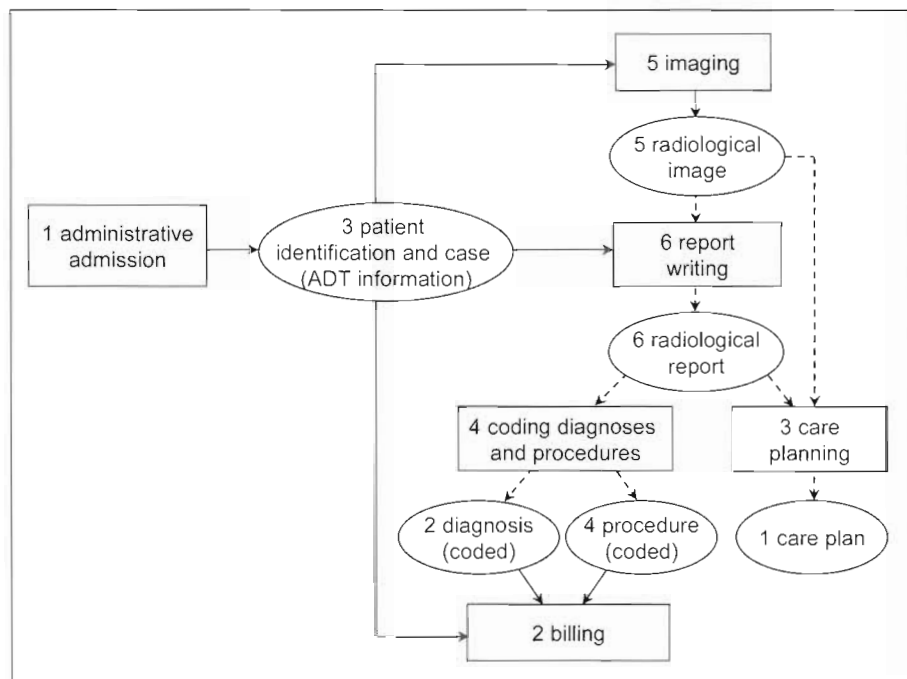 5 imaging
5 radiological
image
1 administrative
admission
3 patient
identification and case
(ADT information)
6 report
writing
6 radiological
report
4 coding diagnoses
and procedures
3 care
planning
2 diagnosis
(coded)
4 procedure
(coded)
1 care plan
2 billing